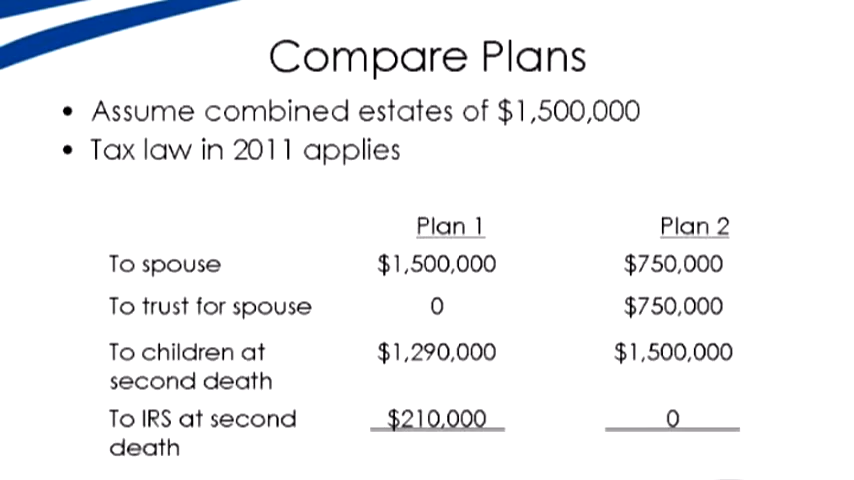 Compare Plans
• Assume combined estates of $1,500,000
• Tax law in 2011 applies
Plan 1 Plan 2
To spouse $1,500,000 $750,000
To trust for spouse 0 $750,000
To children at $1,290,000 $1,500,000
second death
To IRS at second $210,000 0
death